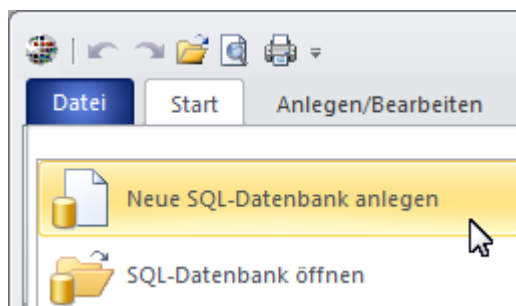 Datei Start Anlegen/Bearbeiten
Neue SQL-Datenbank anlegen
SQL-Datenbank öffnen